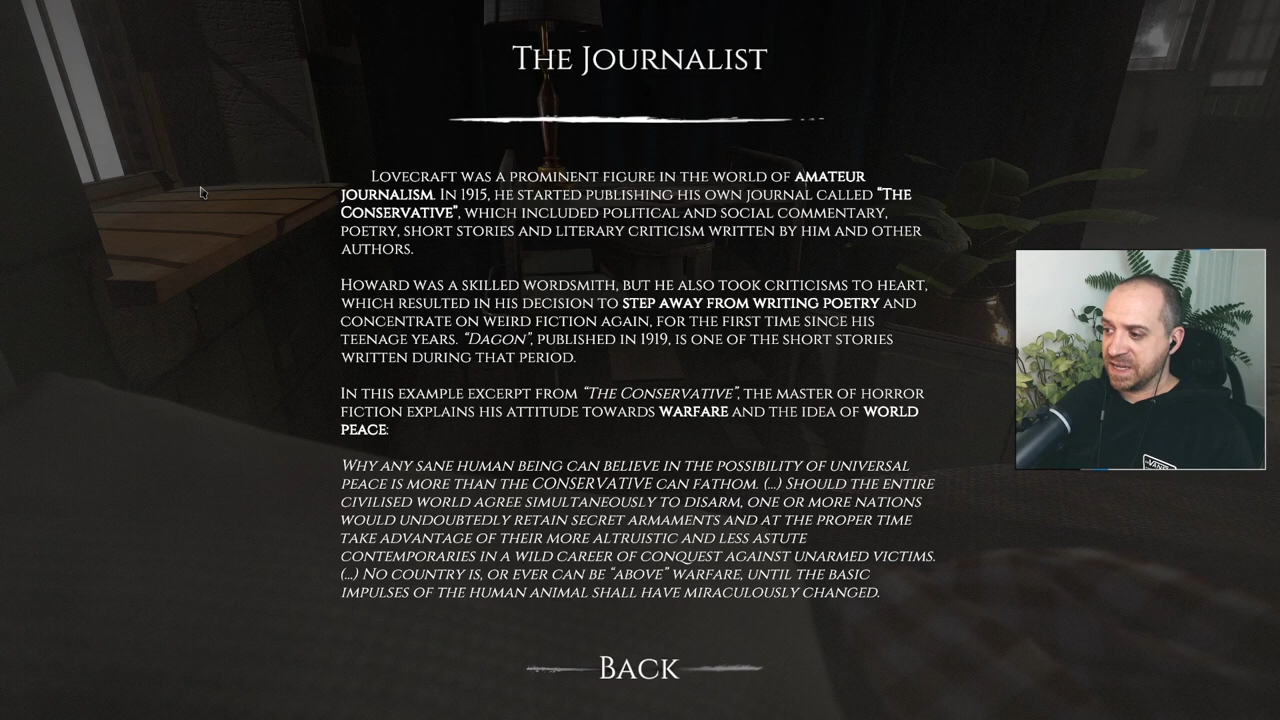 The Journalist
Lovecraft was a prominent figure in the world of amateur
journalism. In 1915, he started publishing his own journal called “The
Conservative”, which included political and social commentary,
poetry, short stories and literary criticism written by him and other
authors.
Howard was a skilled wordsmith, but he also took criticisms to heart,
which resulted in his decision to step away from writing poetry and
concentrate on weird fiction again, for the first time since his
teenage years. “Dagon”, published in 1919, is one of the short stories
written during that period.
In this example excerpt from “The Conservative”, the master of horror
fiction explains his attitude towards warfare and the idea of world
peace:
Why any sane human being can believe in the possibility of universal
peace is more than the CONSERVATIVE can fathom. (...) Should the entire
civilised world agree simultaneously to disarm, one or more nations
would undoubtedly retain secret armaments and at the proper time
take advantage of their more altruistic and less astute
contemporaries in a wild career of conquest against unarmed victims.
(...) No country is, or ever can be “above” warfare, until the basic
impulses of the human animal shall have miraculously changed.
Back
VANS